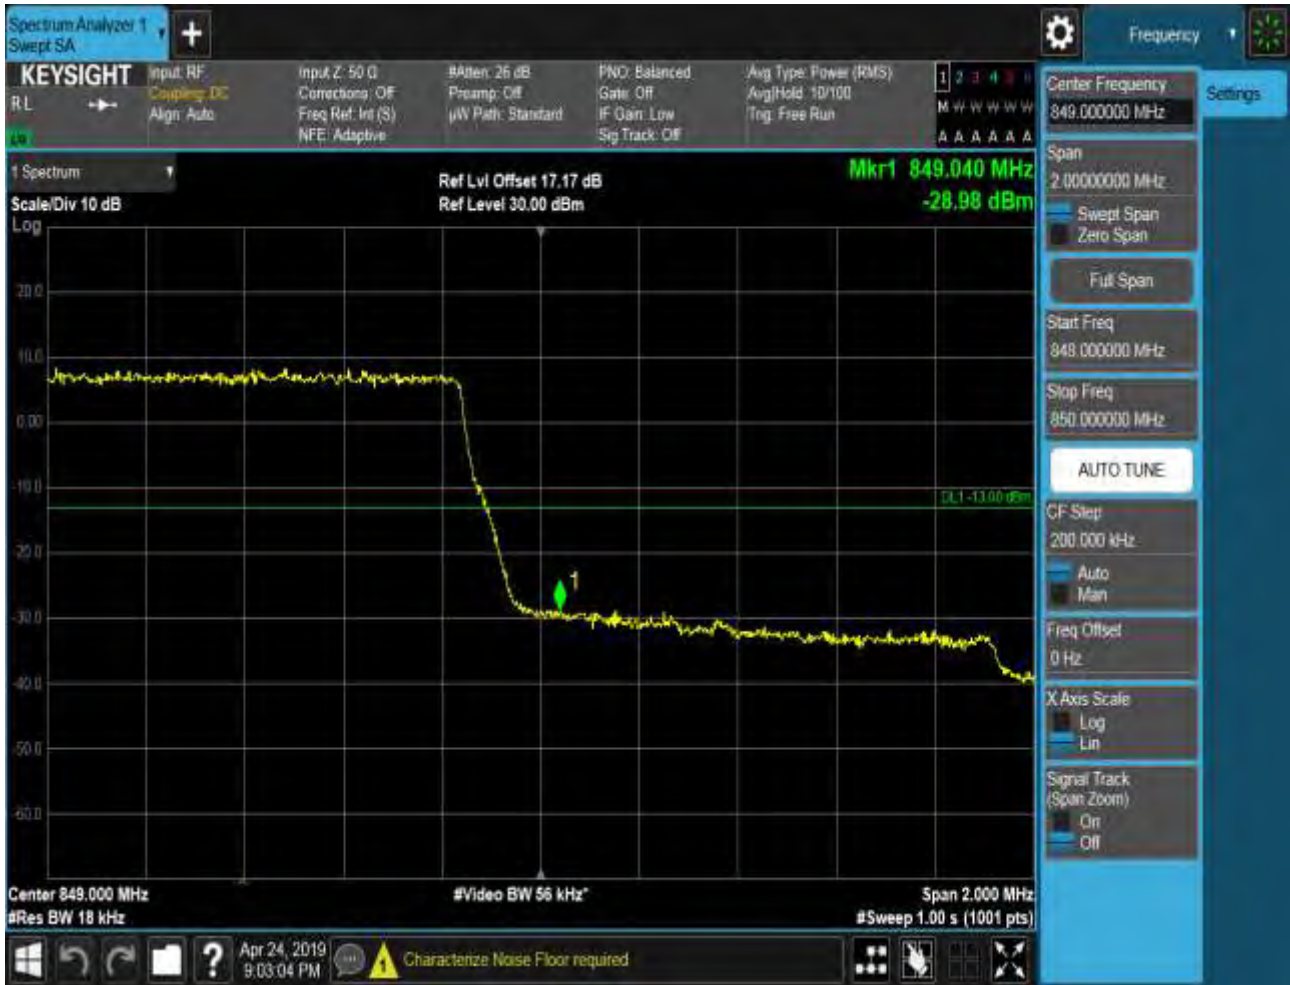 Spectrum Analyzer 1
Swept SA
Frequency
KEYSIGHT
RL
Input: RF
Coupling: DC
Align: Auto
Input Z: 50 Ω
Corrections: Off
Freq Ref: Int (S)
NFE: Adaptive
#Atten: 26 dB
Preamp: Off
µW Path: Standard
PNO: Balanced
Gate: Off
IF Gain: Low
Sig Track: Off
Avg Type: Power (RMS)
Avg|Hold: 10/100
Trig: Free Run
1 2 3 4 5 6
M W W W W W
A A A A A A
Settings
1 Spectrum
Scale/Div 10 dB
Log
Ref Lvl Offset 17.17 dB
Ref Level 30.00 dBm
Mkr1 849.040 MHz
-28.98 dBm
20.0
10.0
0.00
-10.0
-20.0
-30.0
-40.0
-50.0
-60.0
DL1 -13.00 dBm
1
Center 849.000 MHz
#Res BW 18 kHz
#Video BW 56 kHz*
Span 2.000 MHz
#Sweep 1.00 s (1001 pts)
Center Frequency
849.000000 MHz
Span
2.00000000 MHz
Swept Span
Zero Span
Full Span
Start Freq
848.000000 MHz
Stop Freq
850.000000 MHz
AUTO TUNE
CF Step
200.000 kHz
Auto
Man
Freq Offset
0 Hz
X Axis Scale
Log
Lin
Signal Track
(Span Zoom)
On
Off
?
Apr 24, 2019
9:03:04 PM
1
Characterize Noise Floor required